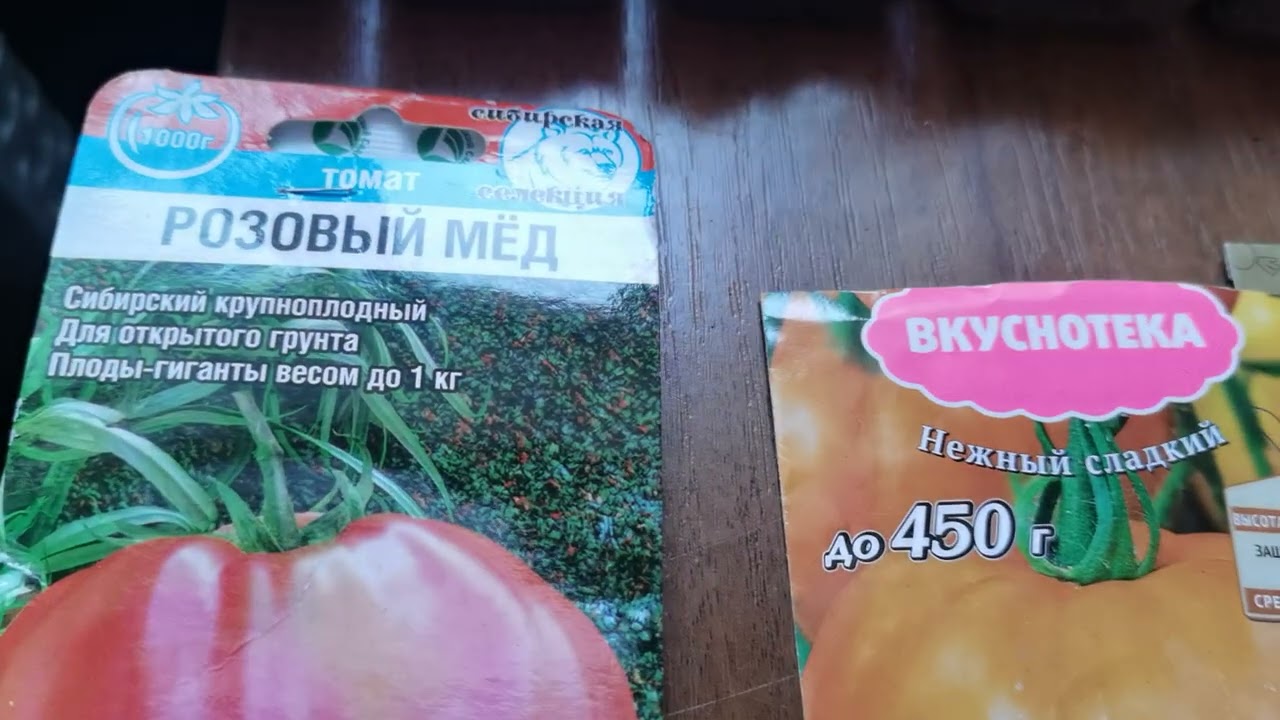 1000г
сибирская
селекция
томат
РОЗОВЫЙ МЁД
Сибирский крупноплодный
Для открытого грунта
Плоды-гиганты весом до 1 кг
ВКУСНОТЕКА
Нежный сладкий
до 450 г